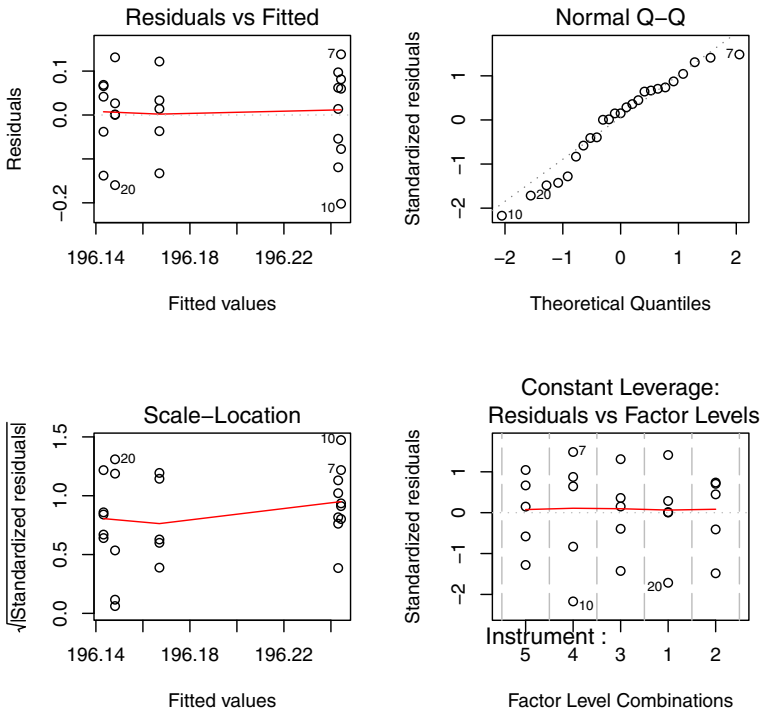 Residuals vs Fitted
Residuals
0.1
0.0
−0.2
7
20
10
196.14 196.18 196.22
Fitted values
Normal Q−Q
Standardized residuals
1
0
−1
−2
7
20
10
−2 −1 0 1 2
Theoretical Quantiles
Scale−Location
√|Standardized residuals|
1.5
1.0
0.5
0.0
10
20
7
196.14 196.18 196.22
Fitted values
Constant Leverage:
Residuals vs Factor Levels
Standardized residuals
1
0
−1
−2
7
20
10
Instrument :
5 4 3 1 2
Factor Level Combinations